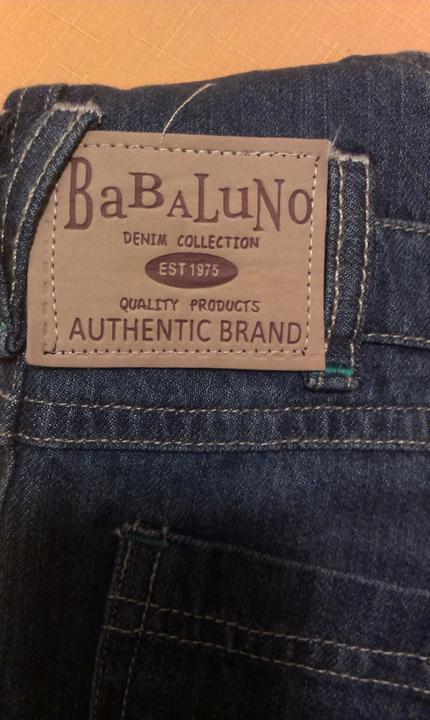 BaBALuNo
DENIM COLLECTION
EST 1975
QUALITY PRODUCTS
AUTHENTIC BRAND